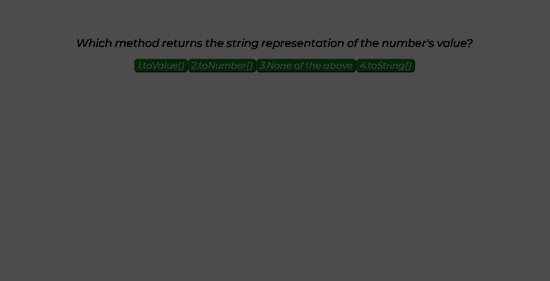 Which method returns the string representation of the number's value?
1.toValue() 2.toNumber() 3.None of the above 4.toString()